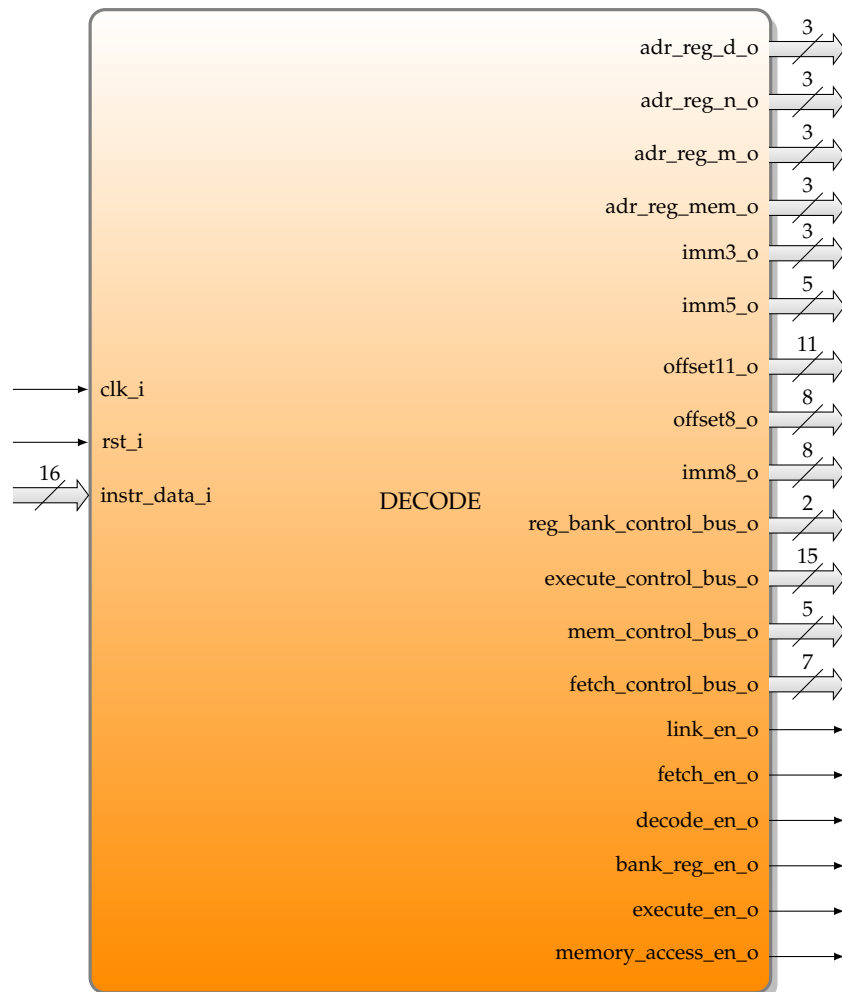 3
adr_reg_d_o
3
adr_reg_n_o
3
adr_reg_m_o
3
adr_reg_mem_o
3
imm3_o
5
imm5_o
11
offset11_o
clk_i
8
offset8_o
rst_i
8
imm8_o
16
instr_data_i
DECODE
2
reg_bank_control_bus_o
15
execute_control_bus_o
5
mem_control_bus_o
7
fetch_control_bus_o
link_en_o
fetch_en_o
decode_en_o
bank_reg_en_o
execute_en_o
memory_access_en_o